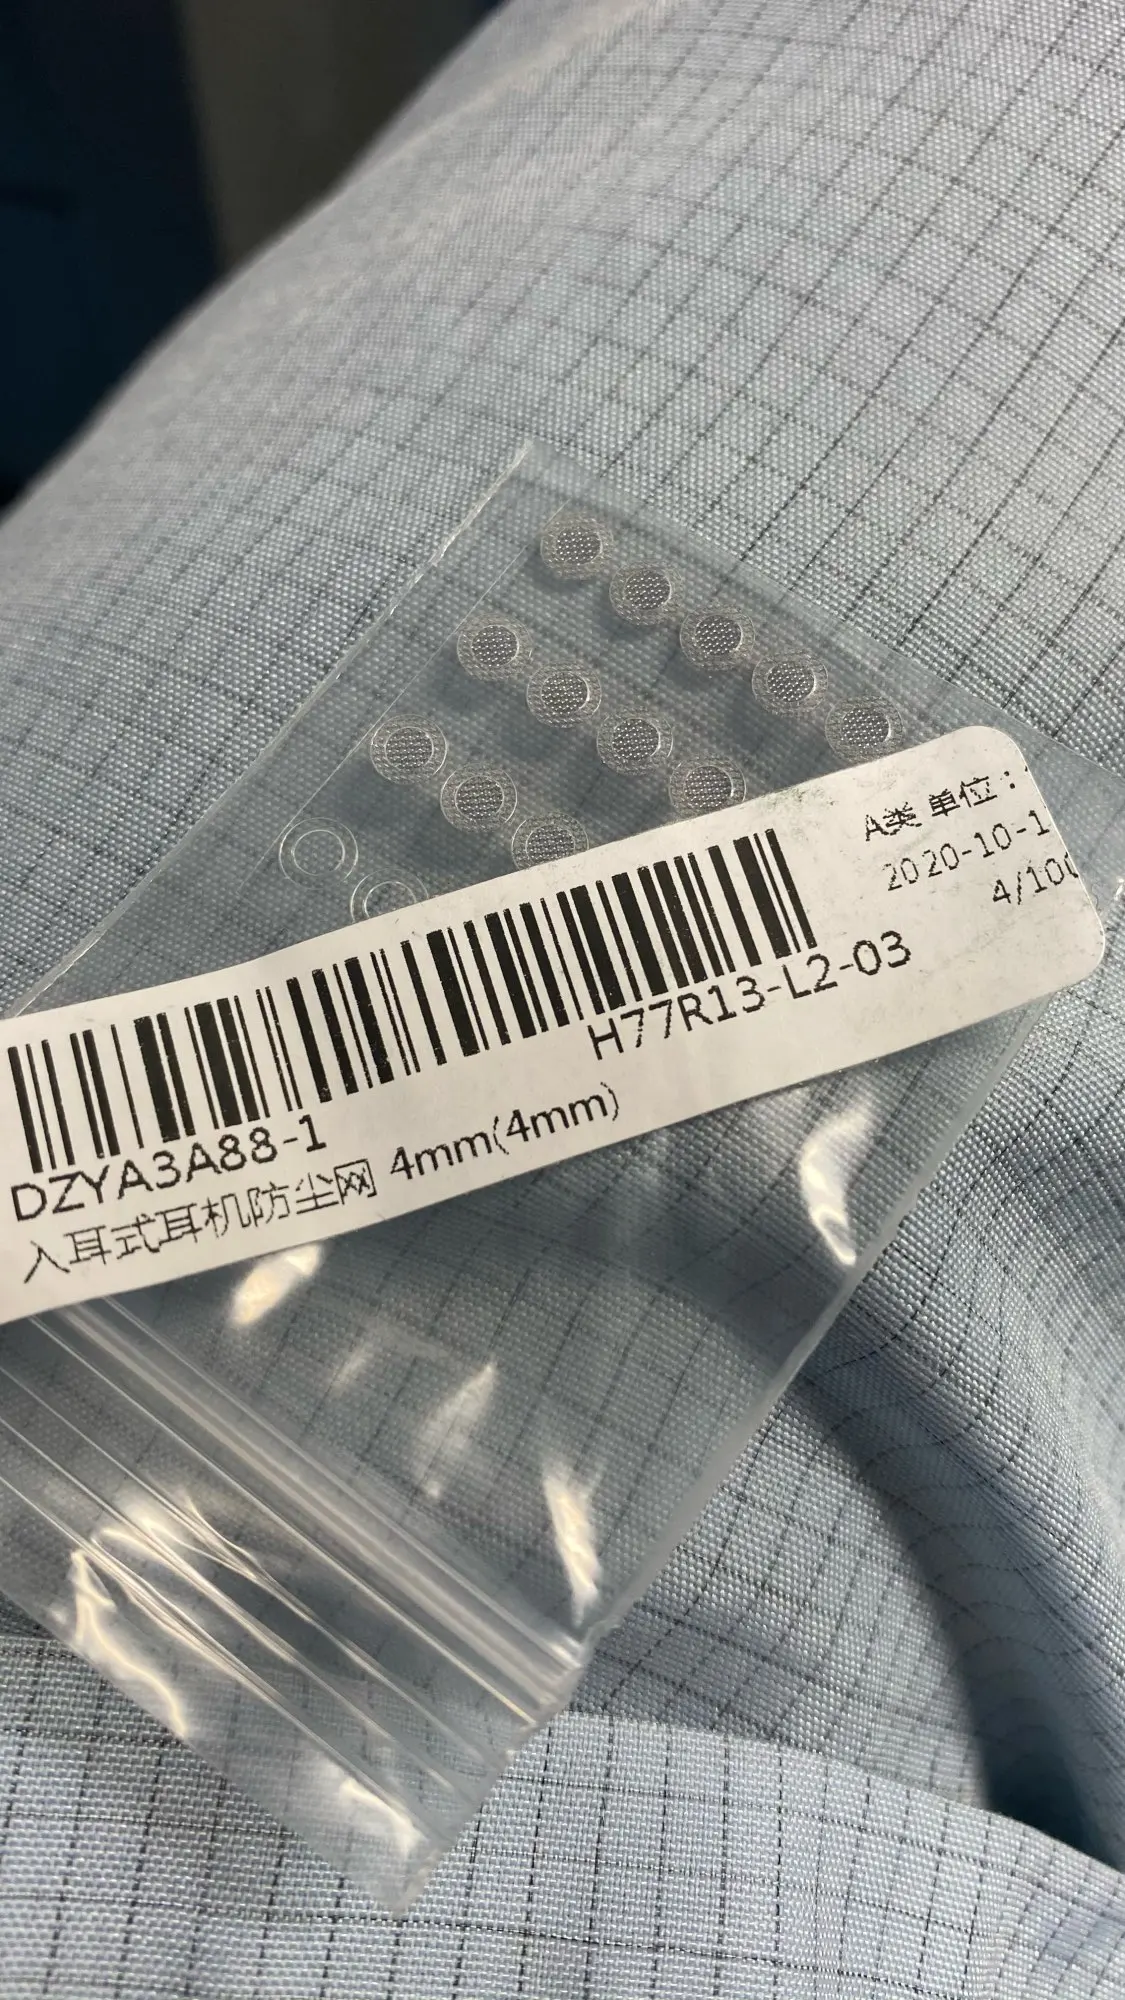 A类 单位：
2020-10-1
4/100
H77R13-L2-03
DZYA3A88-1
入耳式耳机防尘网 4mm(4mm)